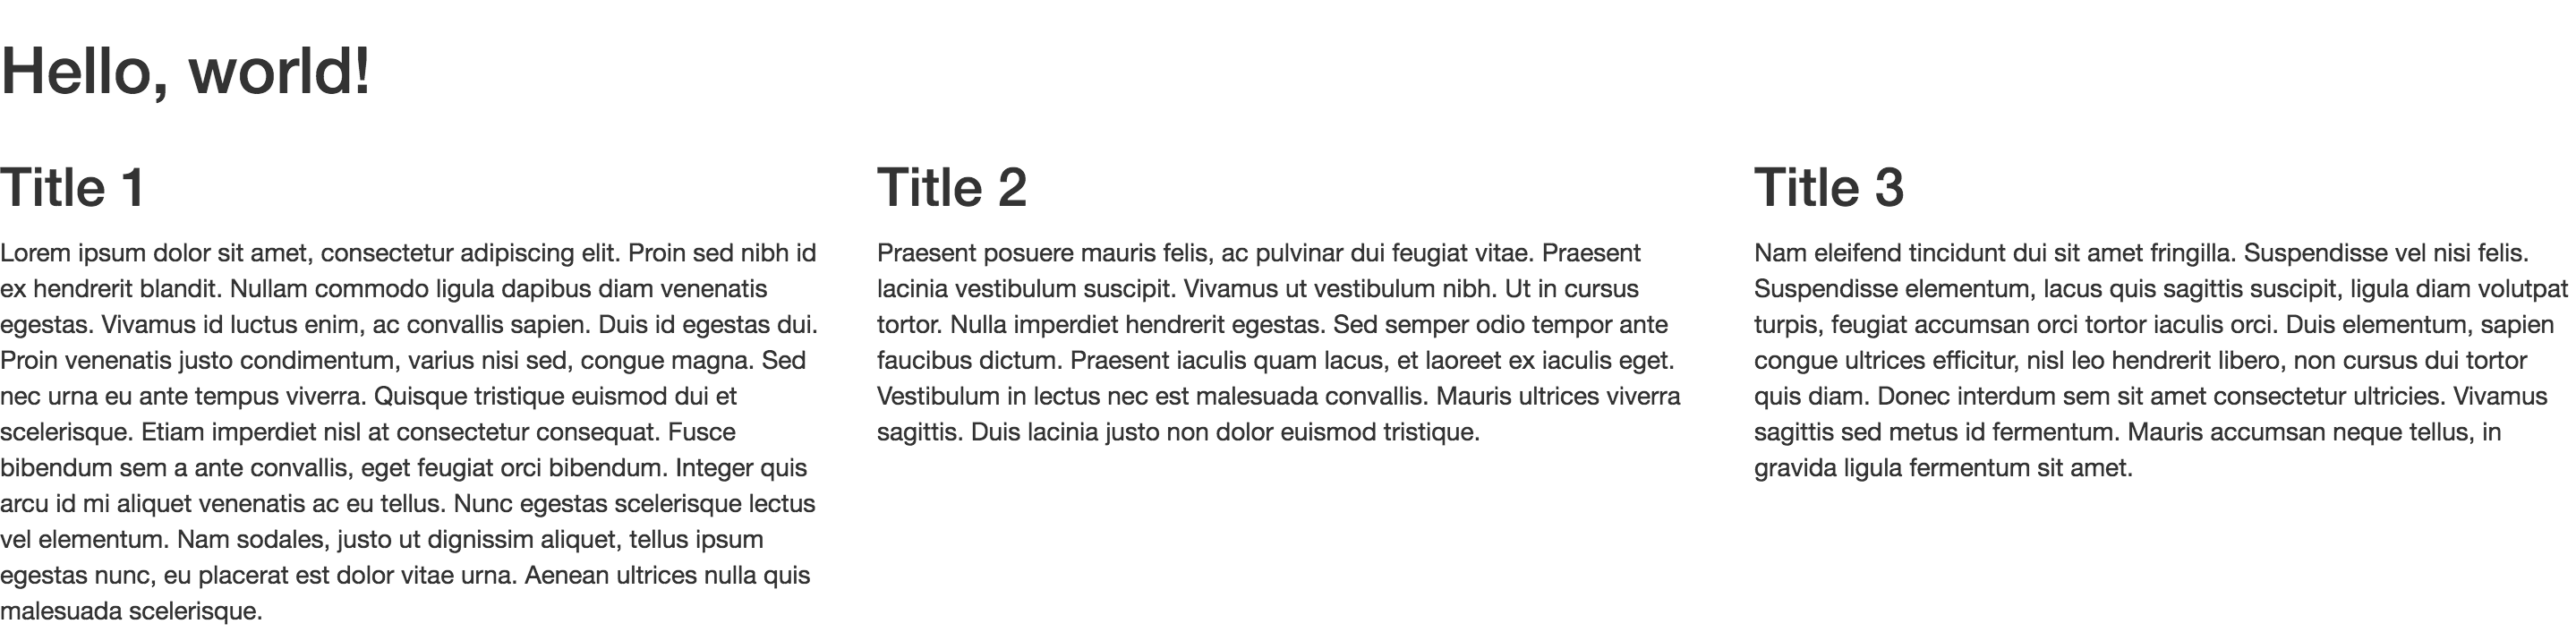 Hello, world!
Title 1
Lorem ipsum dolor sit amet, consectetur adipiscing elit. Proin sed nibh id
ex hendrerit blandit. Nullam commodo ligula dapibus diam venenatis
egestas. Vivamus id luctus enim, ac convallis sapien. Duis id egestas dui.
Proin venenatis justo condimentum, varius nisi sed, congue magna. Sed
nec urna eu ante tempus viverra. Quisque tristique euismod dui et
scelerisque. Etiam imperdiet nisl at consectetur consequat. Fusce
bibendum sem a ante convallis, eget feugiat orci bibendum. Integer quis
arcu id mi aliquet venenatis ac eu tellus. Nunc egestas scelerisque lectus
vel elementum. Nam sodales, justo ut dignissim aliquet, tellus ipsum
egestas nunc, eu placerat est dolor vitae urna. Aenean ultrices nulla quis
malesuada scelerisque.
Title 2
Praesent posuere mauris felis, ac pulvinar dui feugiat vitae. Praesent
lacinia vestibulum suscipit. Vivamus ut vestibulum nibh. Ut in cursus
tortor. Nulla imperdiet hendrerit egestas. Sed semper odio tempor ante
faucibus dictum. Praesent iaculis quam lacus, et laoreet ex iaculis eget.
Vestibulum in lectus nec est malesuada convallis. Mauris ultrices viverra
sagittis. Duis lacinia justo non dolor euismod tristique.
Title 3
Nam eleifend tincidunt dui sit amet fringilla. Suspendisse vel nisi felis.
Suspendisse elementum, lacus quis sagittis suscipit, ligula diam volutpat
turpis, feugiat accumsan orci tortor iaculis orci. Duis elementum, sapien
congue ultrices efficitur, nisl leo hendrerit libero, non cursus dui tortor
quis diam. Donec interdum sem sit amet consectetur ultricies. Vivamus
sagittis sed metus id fermentum. Mauris accumsan neque tellus, in
gravida ligula fermentum sit amet.